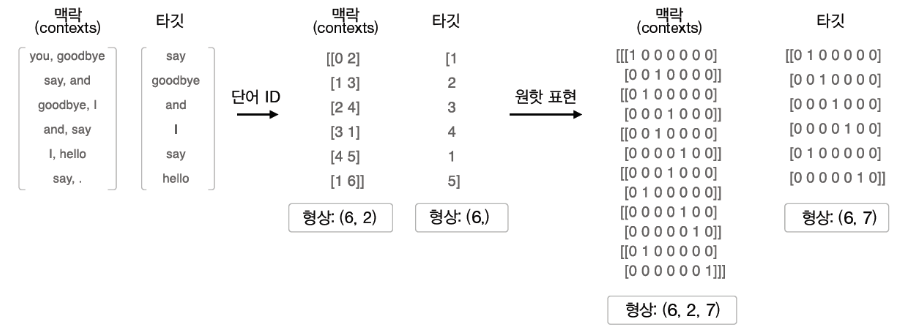 맥락
(contexts)
타깃
you, goodbye
say, and
goodbye, I
and, say
I, hello
say, .
say
goodbye
and
I
say
hello
단어 ID
맥락
(contexts)
[[0 2]
[1 3]
[2 4]
[3 1]
[4 5]
[1 6]]
형상: (6, 2)
타깃
[1
2
3
4
1
5]
형상: (6,)
원핫 표현
맥락
(contexts)
[[[1 0 0 0 0 0 0]
[0 0 1 0 0 0 0]]
[[0 1 0 0 0 0 0]
[0 0 0 1 0 0 0]]
[[0 0 1 0 0 0 0]
[0 0 0 0 1 0 0]]
[[0 0 0 1 0 0 0]
[0 1 0 0 0 0 0]]
[[0 0 0 0 1 0 0]
[0 0 0 0 0 1 0]]
[[0 1 0 0 0 0 0]
[0 0 0 0 0 0 1]]]
형상: (6, 2, 7)
타깃
[[0 1 0 0 0 0 0]
[0 0 1 0 0 0 0]
[0 0 0 1 0 0 0]
[0 0 0 0 1 0 0]
[0 1 0 0 0 0 0]
[0 0 0 0 0 1 0]]
형상: (6, 7)